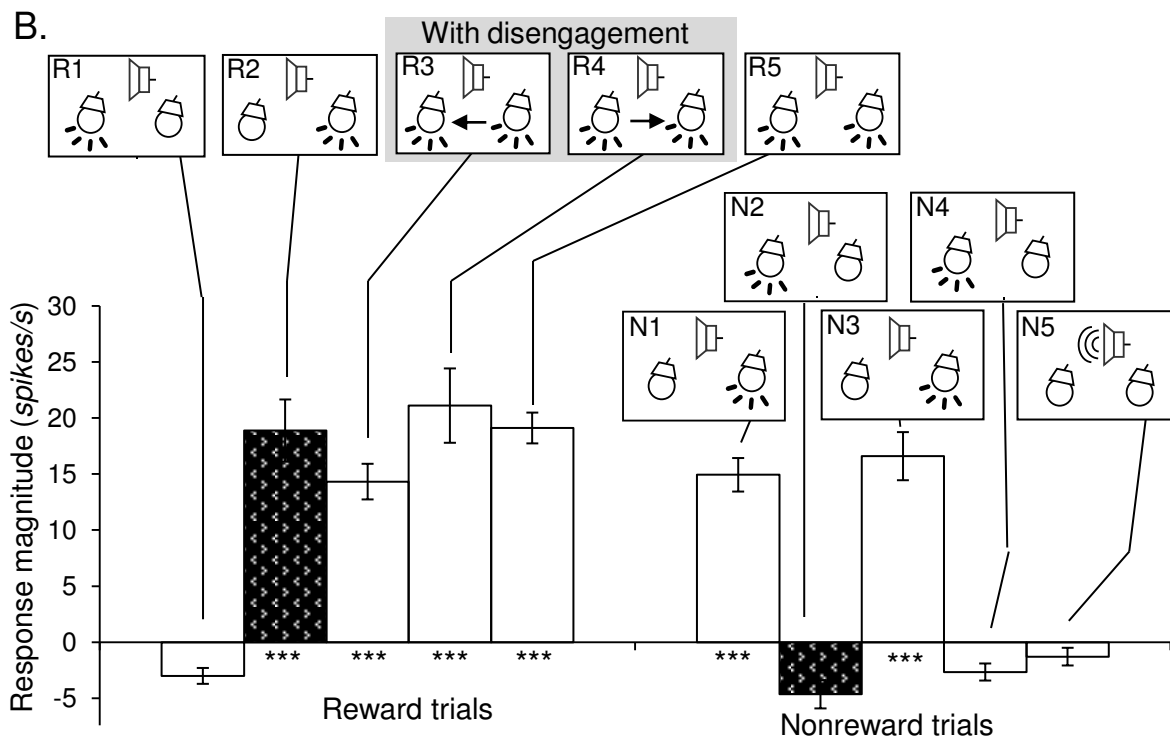 B.
With disengagement
R1
R2
R3
R4
R5
N2
N4
N1
N3
N5
Response magnitude (spikes/s)
30
25
20
15
10
5
0
-5
*** *** *** *** *** ***
Reward trials
Nonreward trials